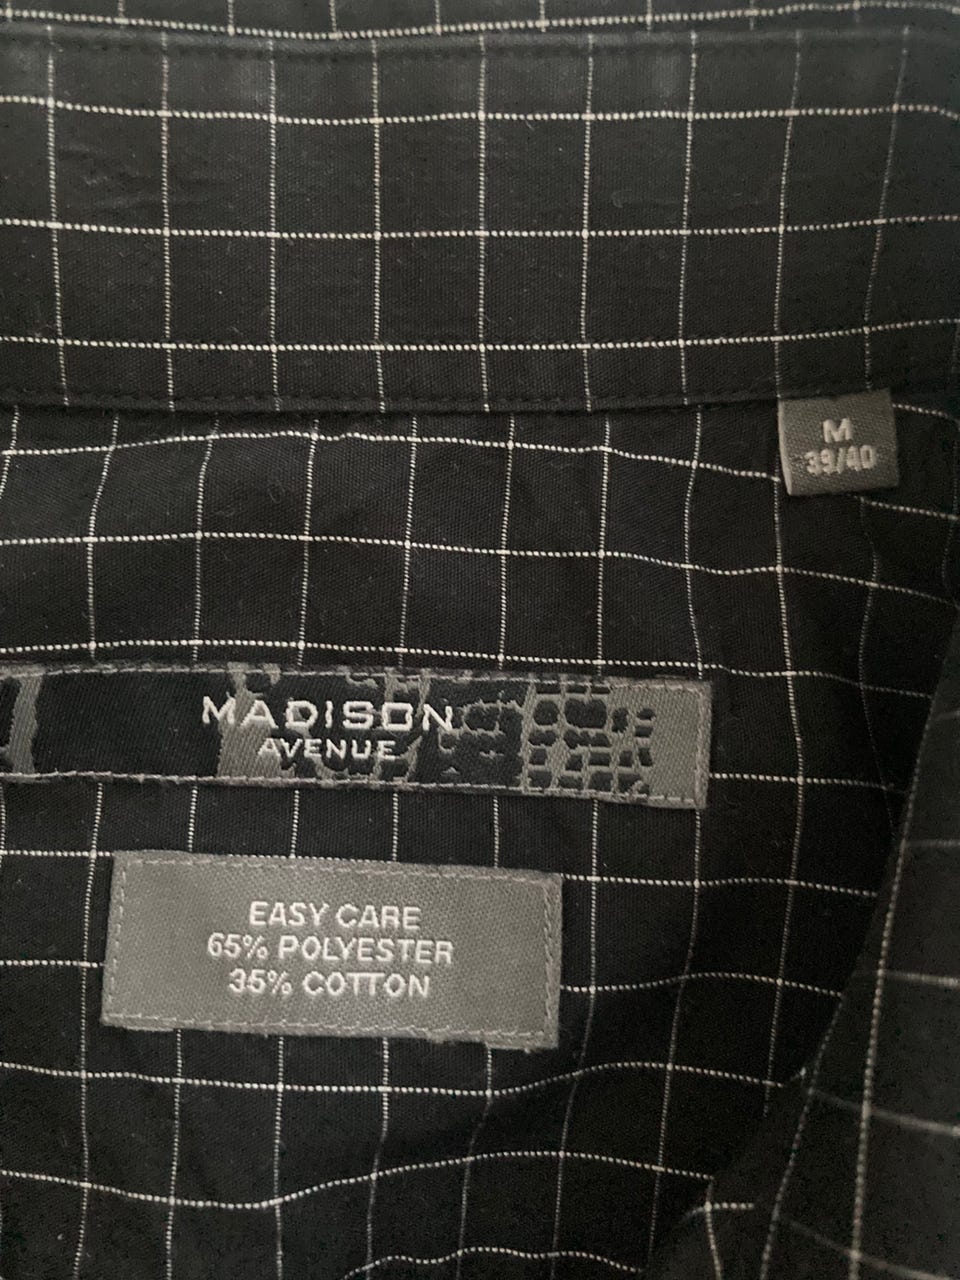 M
39/40
MADISON
AVENUE
EASY CARE
65% POLYESTER
35% COTTON